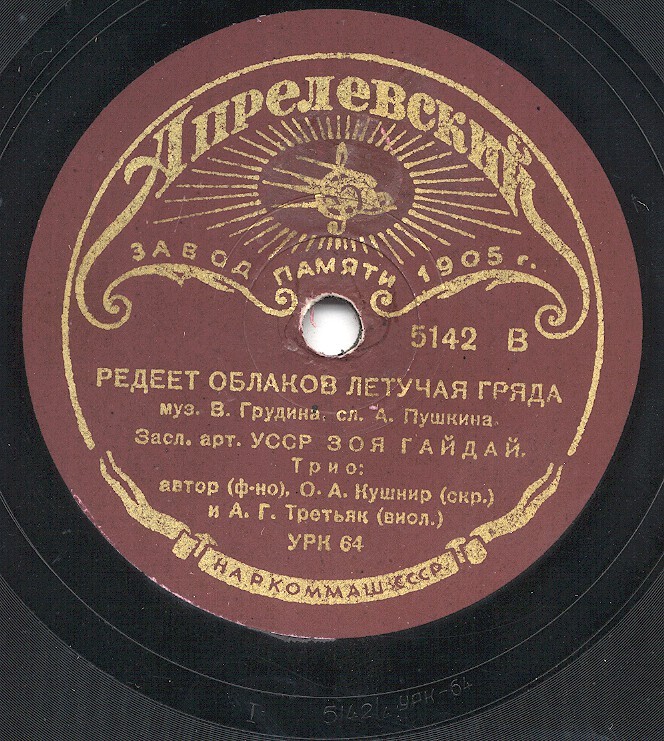 Апрелевский
ЗАВОД ПАМЯТИ 1905 г.
5142 В
РЕДЕЕТ ОБЛАКОВ ЛЕТУЧАЯ ГРЯДА
муз. В. Грудина, сл. А. Пушкина.
Засл. арт. УССР ЗОЯ ГАЙДАЙ.
Трио:
автор (ф-но), О. А. Кушнир (скр.)
и А. Г. Третьяк (виол.)
УРК 64
НАРКОММАШ СССР
I 5142 УРК-64